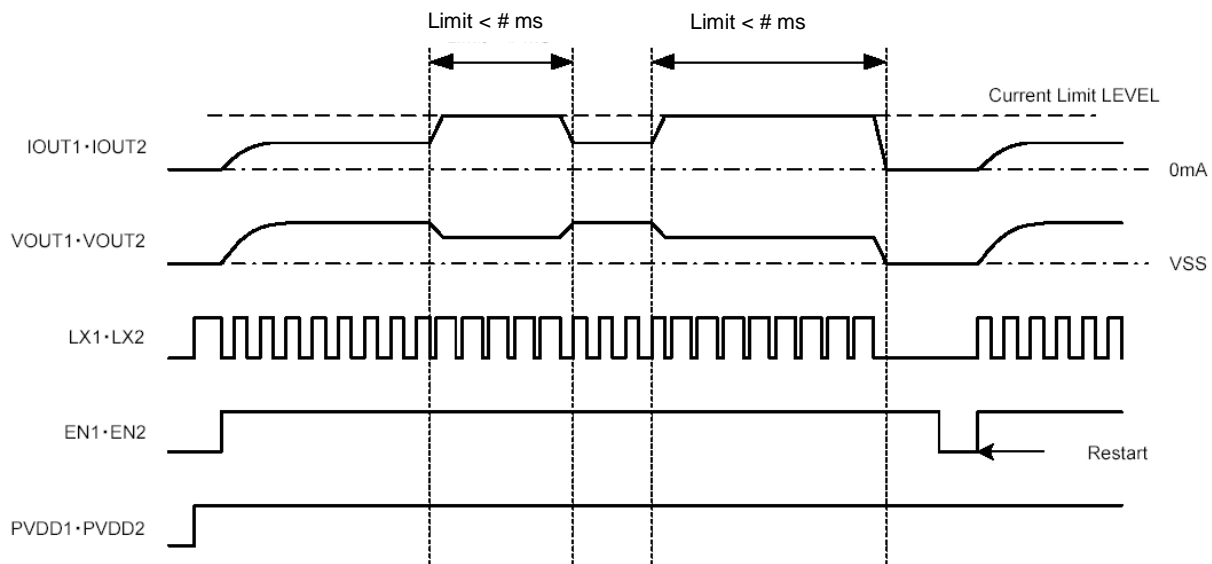 Limit < # ms
Limit < # ms
Current Limit LEVEL
IOUT1・IOUT2
0mA
VOUT1・VOUT2
VSS
LX1・LX2
EN1・EN2
Restart
PVDD1・PVDD2